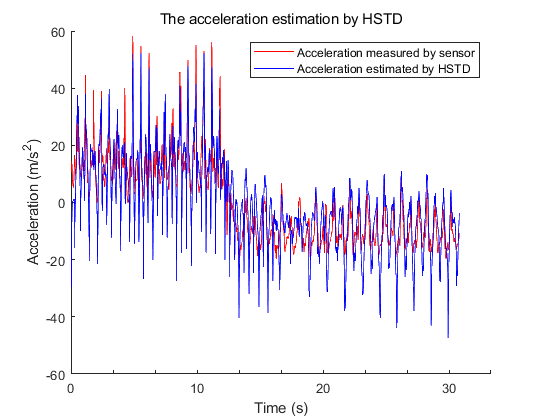 The acceleration estimation by HSTD
Acceleration measured by sensor
Acceleration estimated by HSTD
Acceleration (m/s²)
60
40
20
0
-20
-40
-60
0
10
20
30
Time (s)